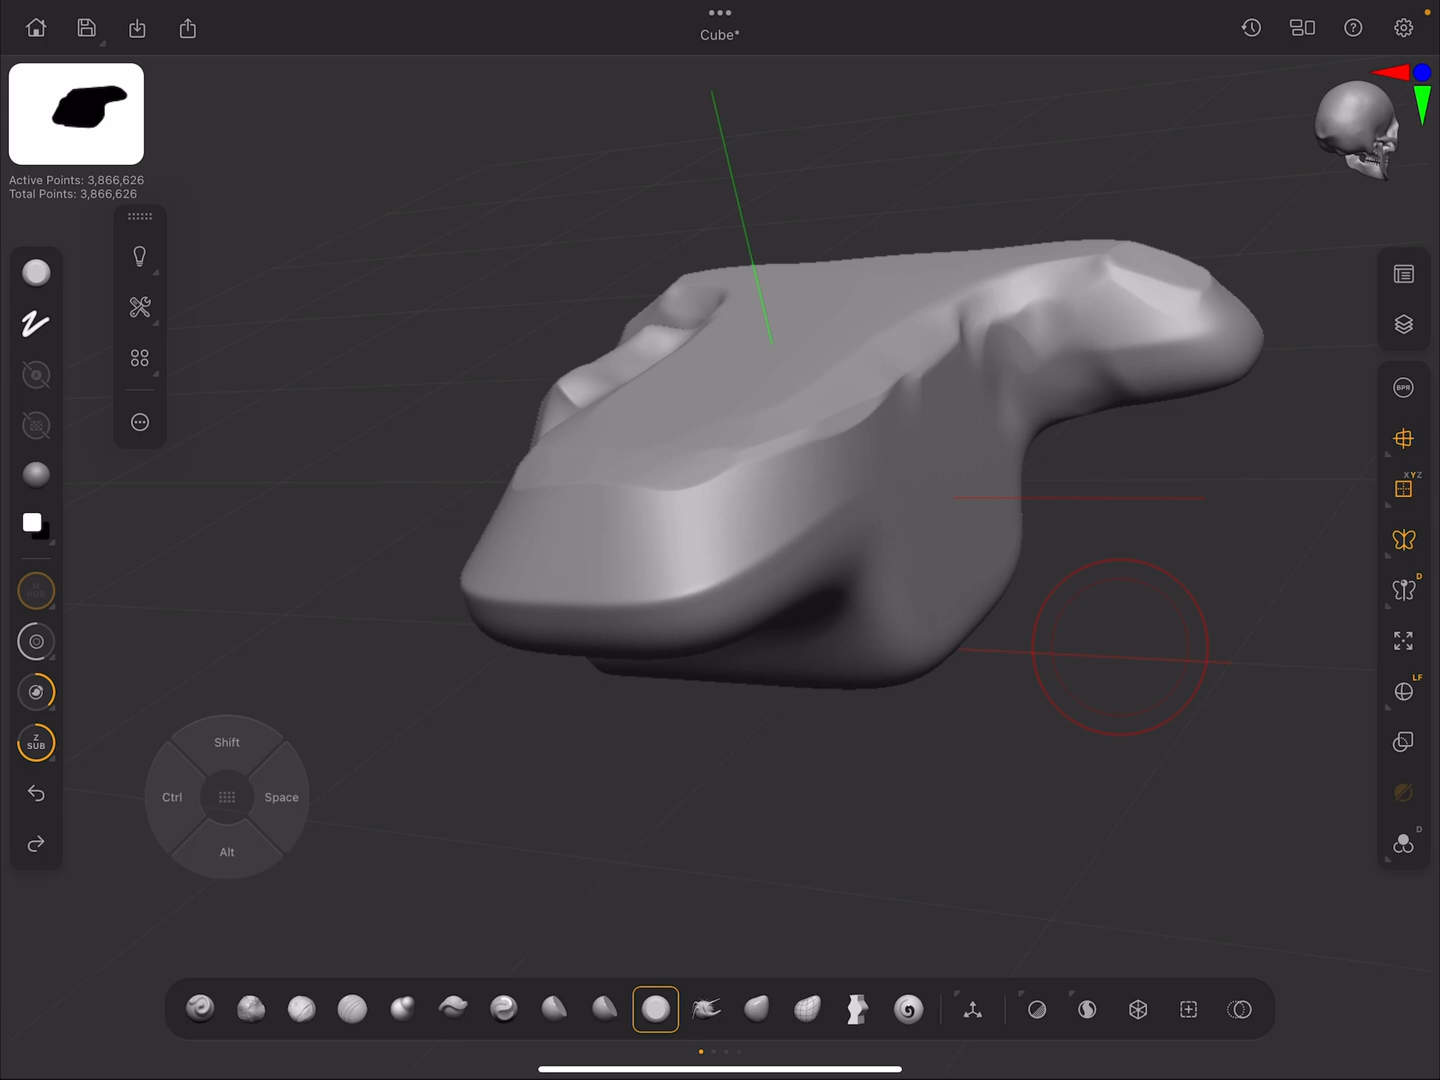 Cube*
Active Points: 3,866,626
Total Points: 3,866,626
BPR
XYZ
D
LF
D
M
RGB
Z
SUB
A
Shift
Ctrl
Space
Alt